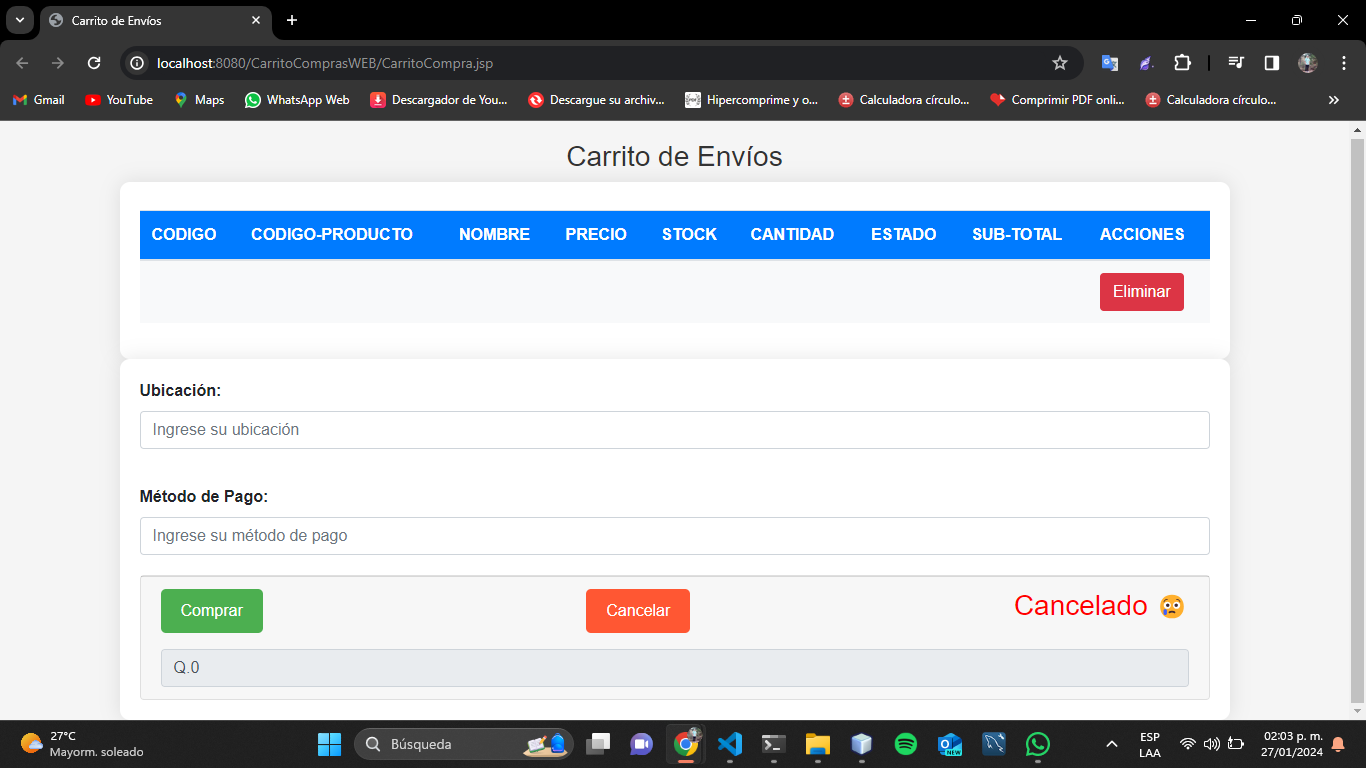 Carrito de Envíos
localhost:8080/CarritoComprasWEB/CarritoCompra.jsp
Gmail YouTube Maps WhatsApp Web Descargador de You... Descargue su archiv... Hipercomprime y o... Calculadora círculo... Comprimir PDF onli... Calculadora círculo...
Carrito de Envíos
CODIGO CODIGO-PRODUCTO NOMBRE PRECIO STOCK CANTIDAD ESTADO SUB-TOTAL ACCIONES
Eliminar
Ubicación:
Ingrese su ubicación
Método de Pago:
Ingrese su método de pago
Comprar Cancelar Cancelado 😢
Q.0
27°C
Mayorm. soleado
Búsqueda
NEW
ESP
LAA
02:03 p. m.
27/01/2024